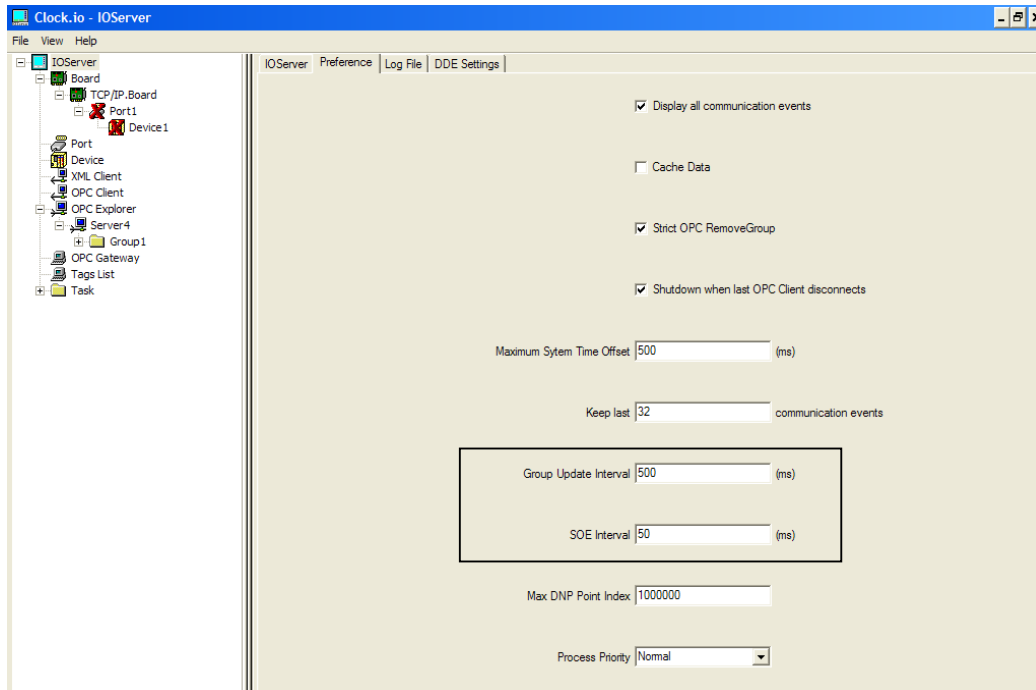 Clock.io - IOServer
File View Help
IOServer
Board
TCP/IP.Board
Port1
Device1
Port
Device
XML Client
OPC Client
OPC Explorer
Server4
Group1
OPC Gateway
Tags List
Task
IOServer Preference Log File DDE Settings
Display all communication events
Cache Data
Strict OPC RemoveGroup
Shutdown when last OPC Client disconnects
Maximum Sytem Time Offset 500 (ms)
Keep last 32 communication events
Group Update Interval 500 (ms)
SOE Interval 50 (ms)
Max DNP Point Index 1000000
Process Priority Normal